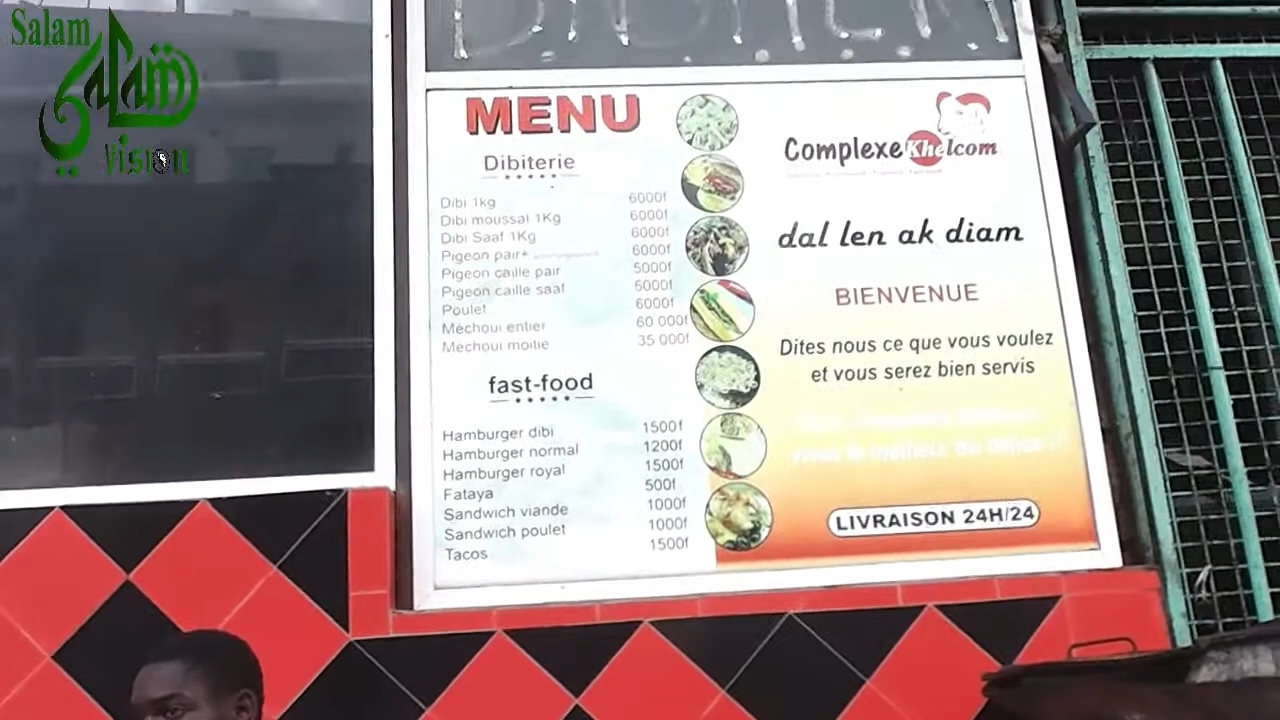 Salam
Vision
MENU
Dibiterie
Dibi 1kg 6000f
Dibi moussal 1Kg 6000f
Dibi Saaf 1Kg 6000f
Pigeon pair+ 6000f
Pigeon caille pair 5000f
Pigeon caille saaf 5000f
Poulet 6000f
Méchoui entier 60 000f
Mechoui moitié 35 000f
fast-food
Hamburger dibi 1500f
Hamburger normal 1200f
Hamburger royal 1500f
Fataya 500f
Sandwich viande 1000f
Sandwich poulet 1000f
Tacos 1500f
Complexe Khelcom
dal len ak diam
BIENVENUE
Dites nous ce que vous voulez
et vous serez bien servis
LIVRAISON 24H/24